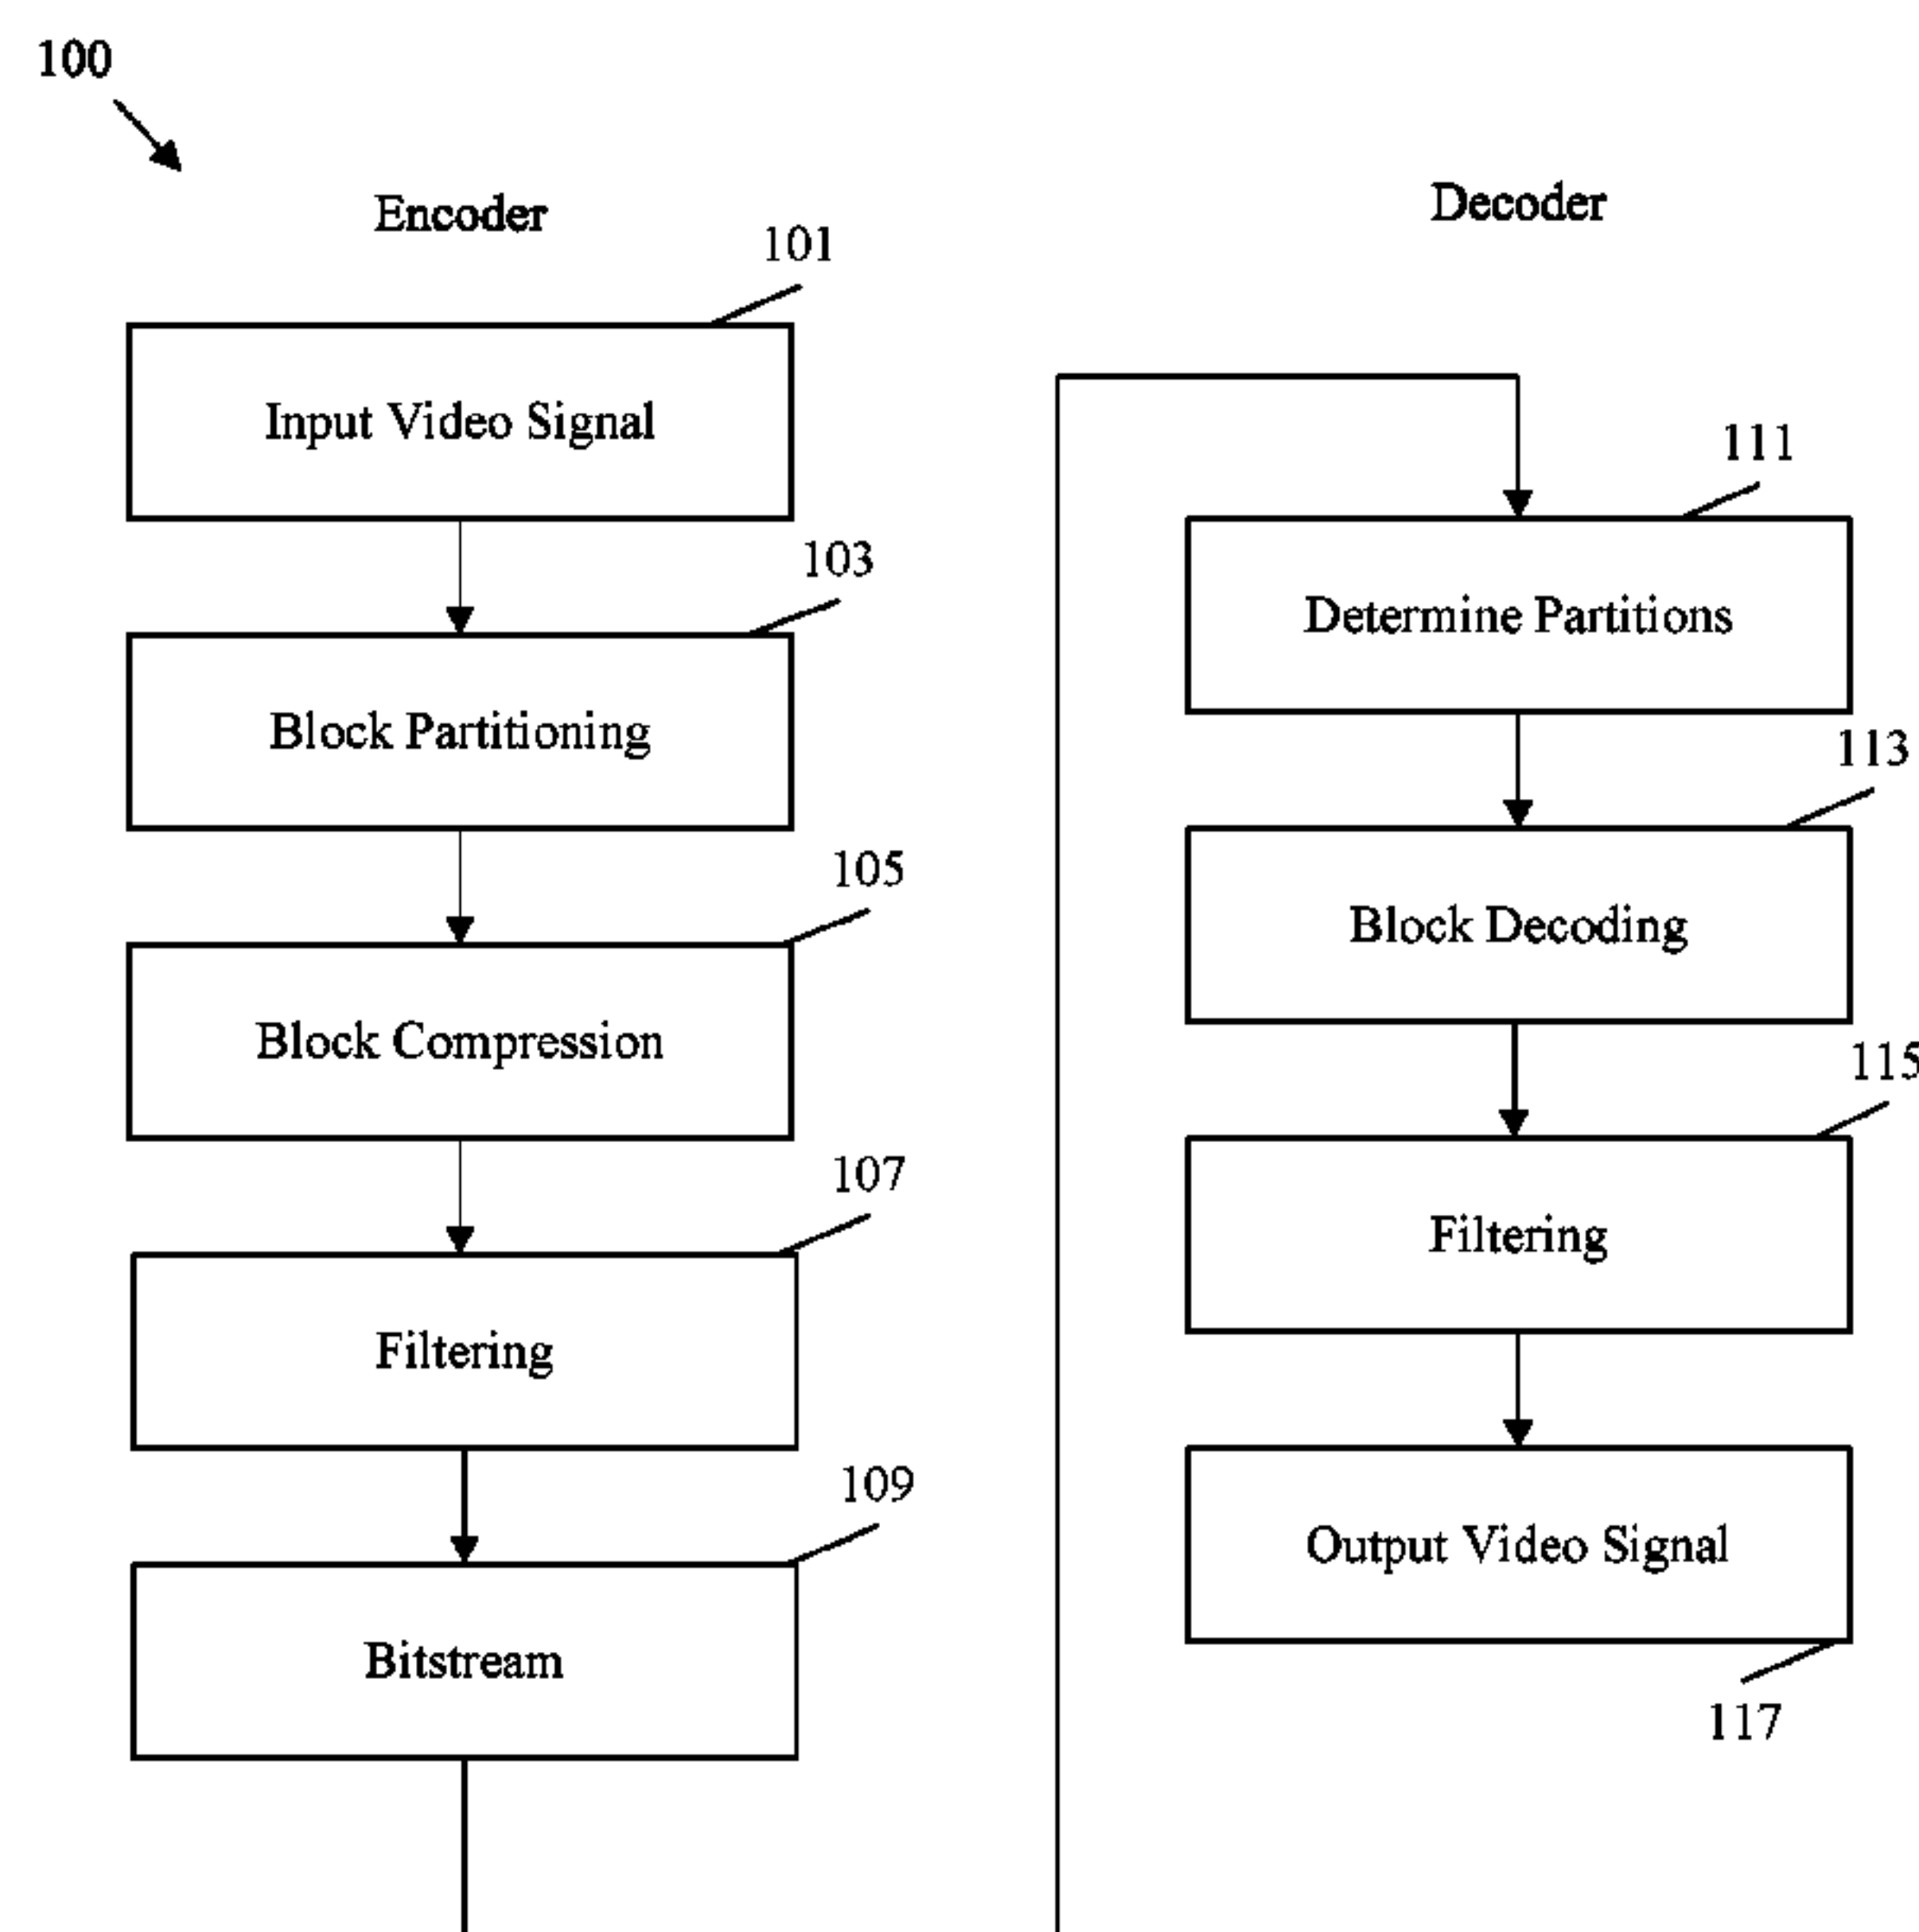 100
Encoder
101
Input Video Signal
103
Block Partitioning
105
Block Compression
107
Filtering
109
Bitstream
Decoder
111
Determine Partitions
113
Block Decoding
115
Filtering
Output Video Signal
117